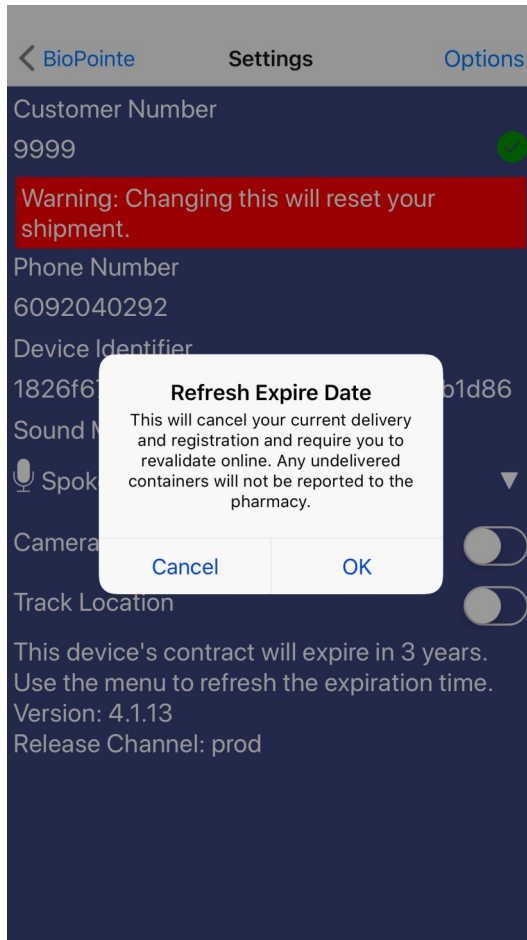 BioPointe Settings Options
Customer Number
9999
Warning: Changing this will reset your
shipment.
Phone Number
6092040292
Device Identifier
1826f6
b1d86
Refresh Expire Date
This will cancel your current delivery
and registration and require you to
revalidate online. Any undelivered
containers will not be reported to the
pharmacy.
Cancel OK
Sound
Camera
Track Location
This device's contract will expire in 3 years.
Use the menu to refresh the expiration time.
Version: 4.1.13
Release Channel: prod